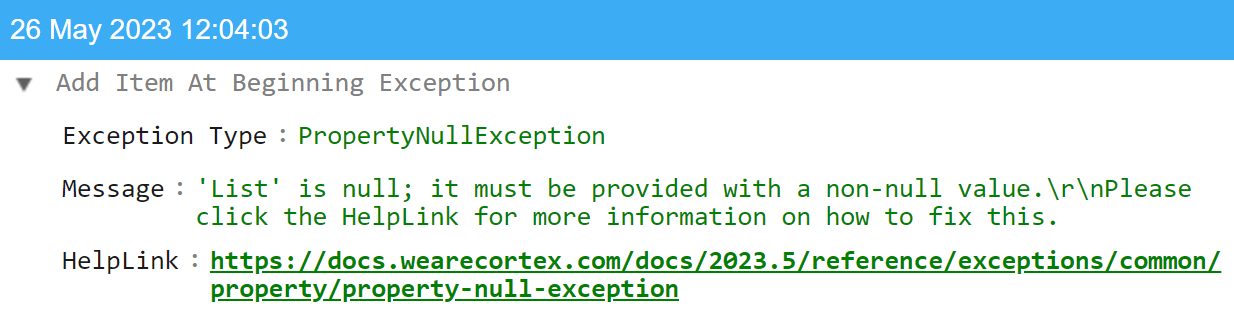 26 May 2023 12:04:03
Add Item At Beginning Exception
Exception Type : PropertyNullException
Message : 'List' is null; it must be provided with a non-null value.\r\nPlease
click the HelpLink for more information on how to fix this.
HelpLink : https://docs.wearecortex.com/docs/2023.5/reference/exceptions/common/
property/property-null-exception